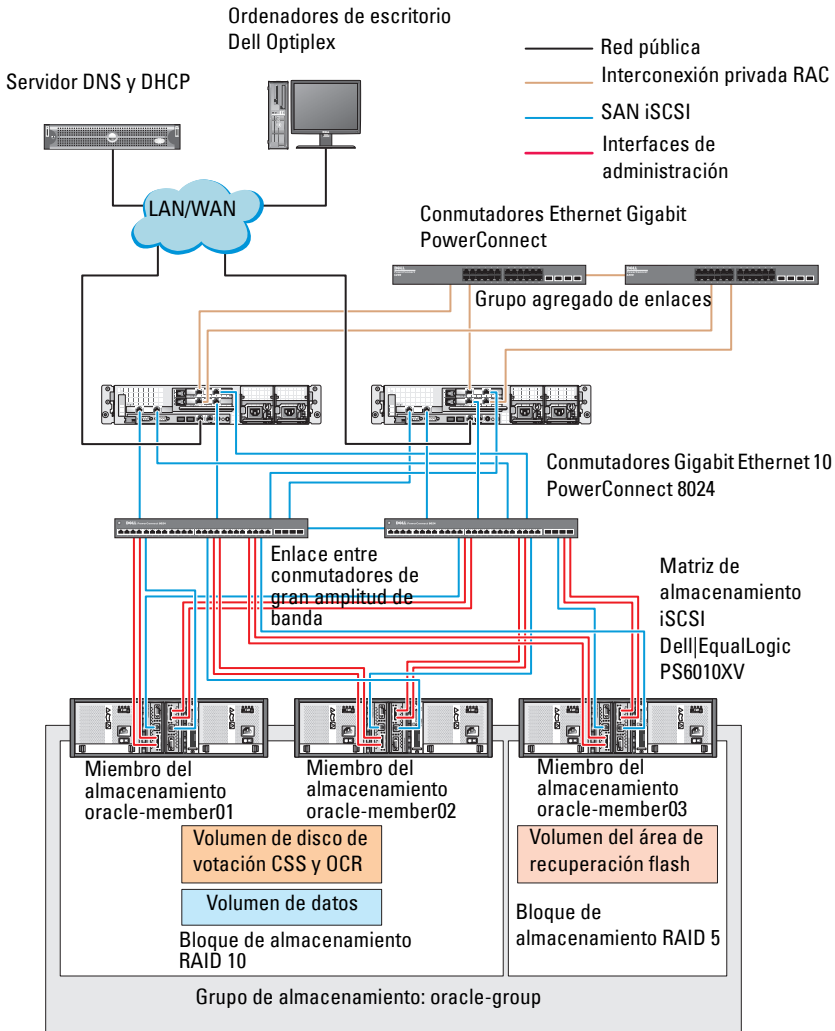 Ordenadores de escritorio
Dell Optiplex
Servidor DNS y DHCP
Red pública
Interconexión privada RAC
SAN iSCSI
Interfaces de
administración
LAN/WAN
Conmutadores Ethernet Gigabit
PowerConnect
Grupo agregado de enlaces
Conmutadores Gigabit Ethernet 10
PowerConnect 8024
Enlace entre
conmutadores de
gran amplitud de
banda
Matriz de
almacenamiento
iSCSI
Dell|EqualLogic
PS6010XV
Miembro del
almacenamiento
oracle-member01
Miembro del
almacenamiento
oracle-member02
Miembro del
almacenamiento
oracle-member03
Volumen de disco de
votación CSS y OCR
Volumen de datos
Bloque de almacenamiento
RAID 10
Volumen del área de
recuperación flash
Bloque de
almacenamiento RAID 5
Grupo de almacenamiento: oracle-group